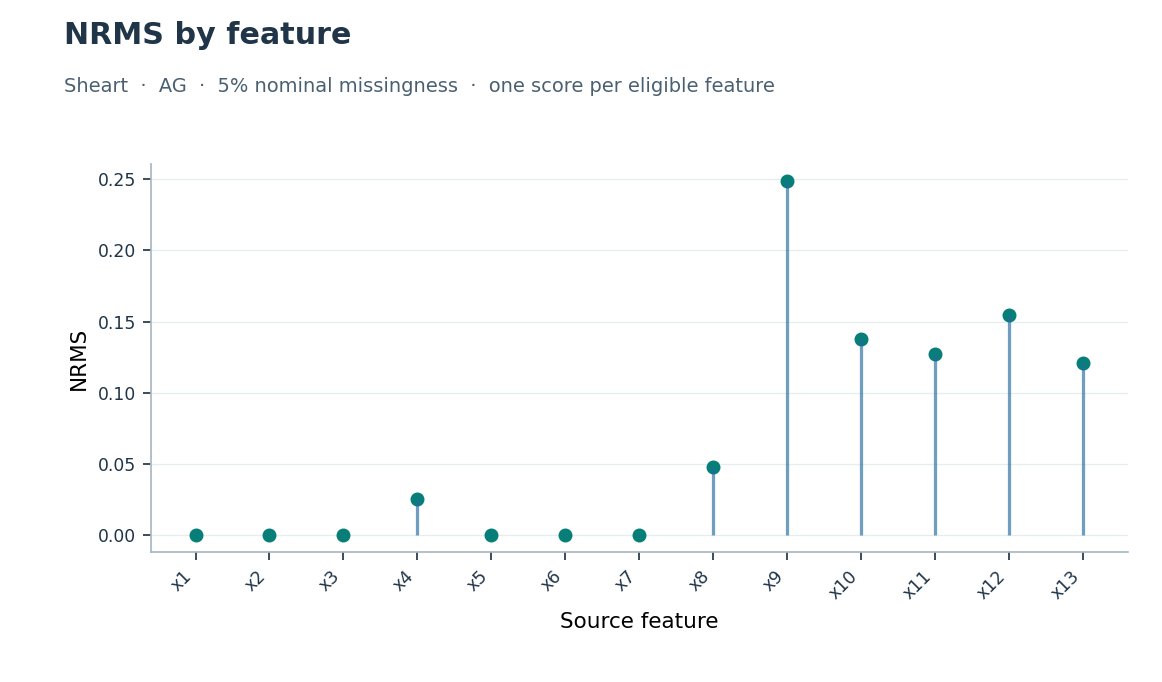 NRMS by feature
Sheart · AG · 5% nominal missingness · one score per eligible feature
0.25
0.20
0.15
0.10
0.05
0.00
NRMS
x1 x2 x3 x4 x5 x6 x7 x8 x9 x10 x11 x12 x13
Source feature